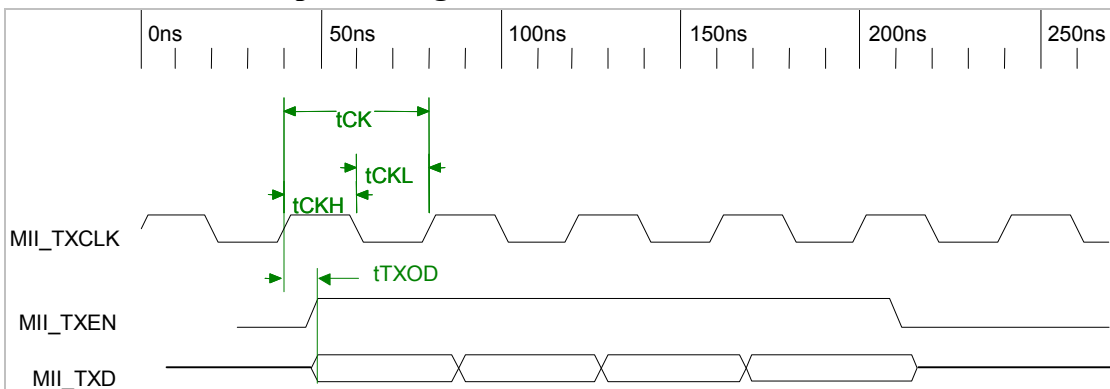 0ns 50ns 100ns 150ns 200ns 250ns
tCK
tCKL
tCKH
MII_TXCLK
tTXOD
MII_TXEN
MII_TXD